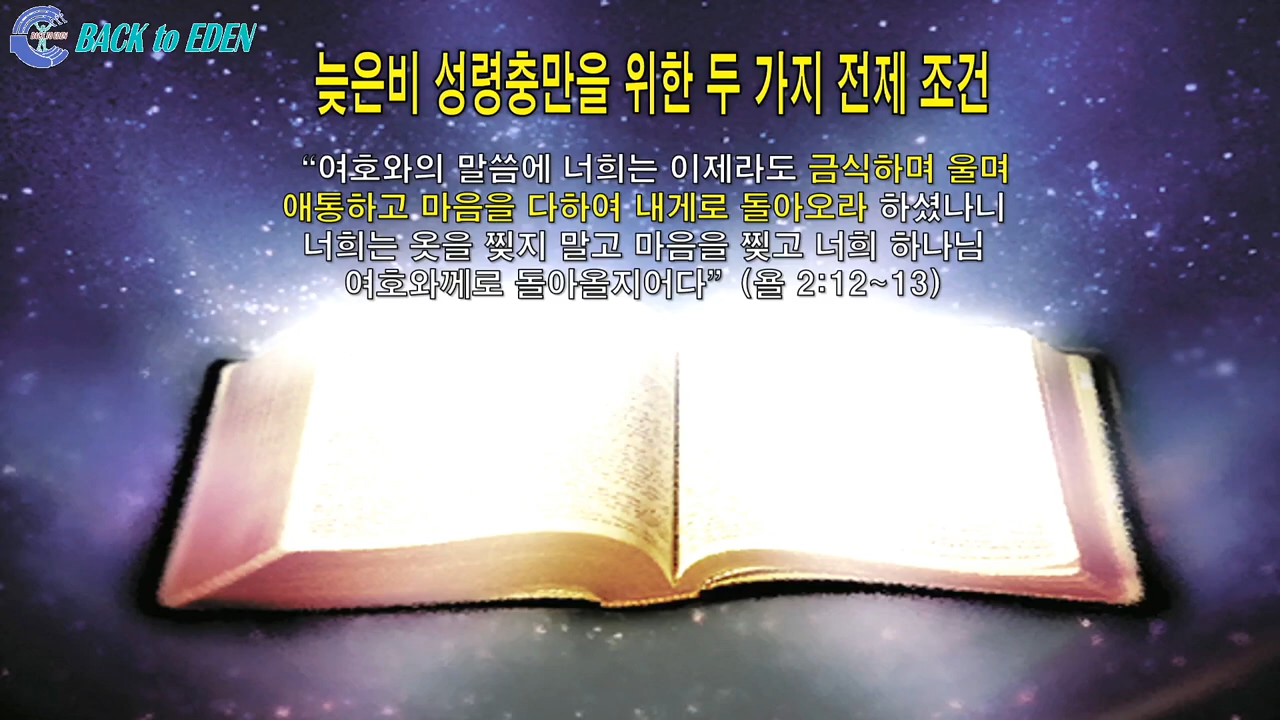 BACK to EDEN
늦은비 성령충만을 위한 두 가지 전제 조건
“여호와의 말씀에 너희는 이제라도 금식하며 울며
애통하고 마음을 다하여 내게로 돌아오라 하셨나니
너희는 옷을 찢지 말고 마음을 찢고 너희 하나님
여호와께로 돌아올지어다” (욜 2:12~13)